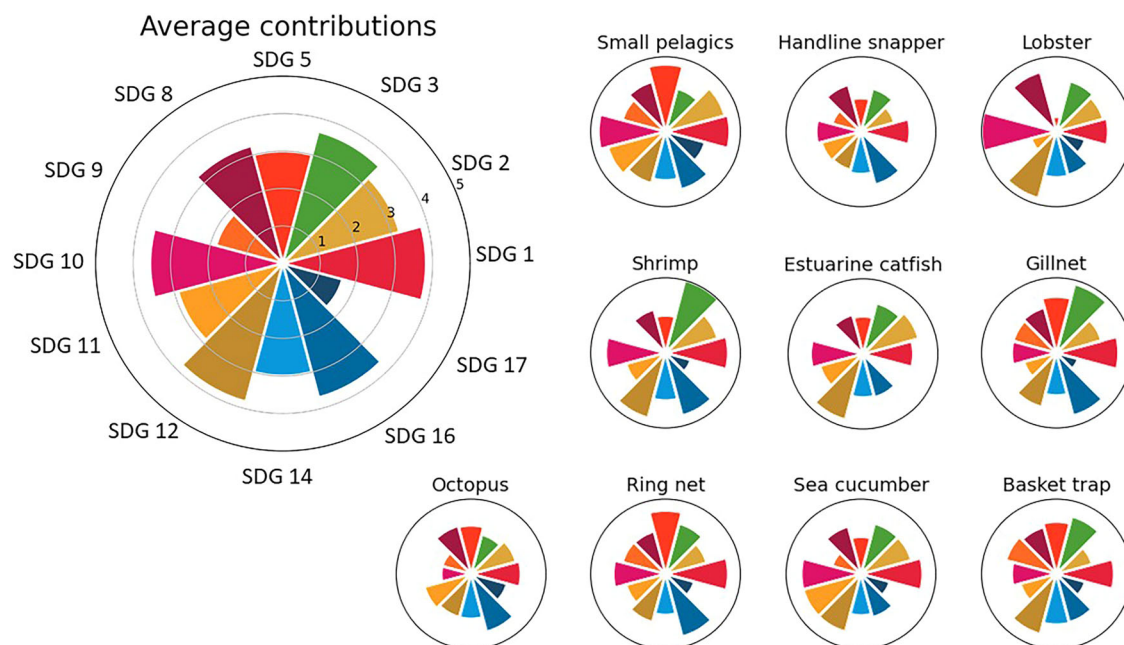 Average contributions
SDG 5
SDG 8
SDG 3
SDG 9
SDG 2
5
4
3
2
1
SDG 10
SDG 1
SDG 11
SDG 17
SDG 12
SDG 16
SDG 14
Small pelagics
Handline snapper
Lobster
Shrimp
Estuarine catfish
Gillnet
Octopus
Ring net
Sea cucumber
Basket trap